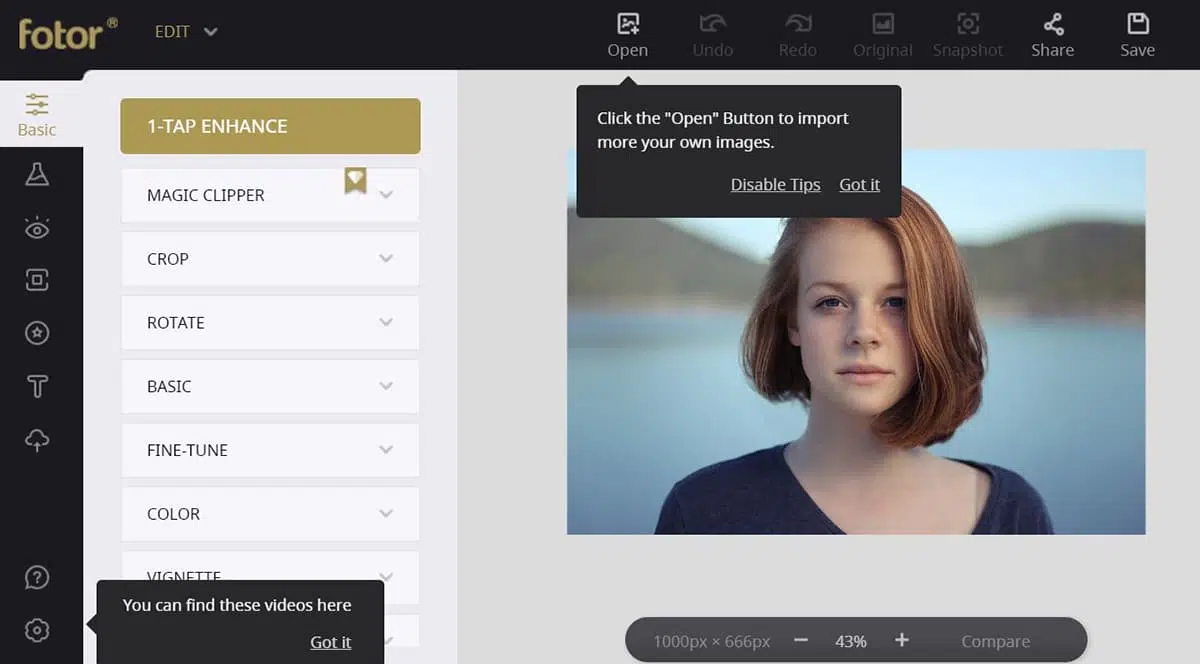 fotor®
EDIT
Open
Undo
Redo
Original
Snapshot
Share
Save
Basic
1-TAP ENHANCE
MAGIC CLIPPER
CROP
ROTATE
BASIC
FINE-TUNE
COLOR
VIGNETTE
You can find these videos here
Got it
Click the "Open" Button to import
more your own images.
Disable Tips Got it
1000px × 666px − 43% + Compare